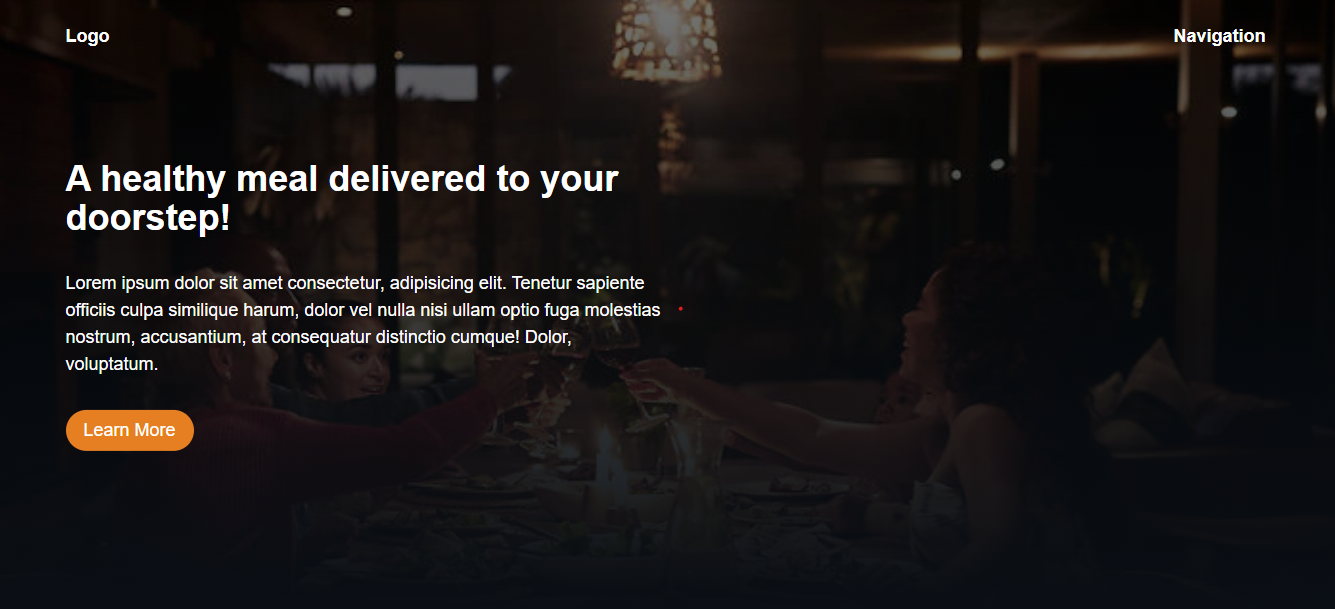 Logo
Navigation
A healthy meal delivered to your
doorstep!
Lorem ipsum dolor sit amet consectetur, adipisicing elit. Tenetur sapiente
officiis culpa similique harum, dolor vel nulla nisi ullam optio fuga molestias
nostrum, accusantium, at consequatur distinctio cumque! Dolor,
voluptatum.
Learn More